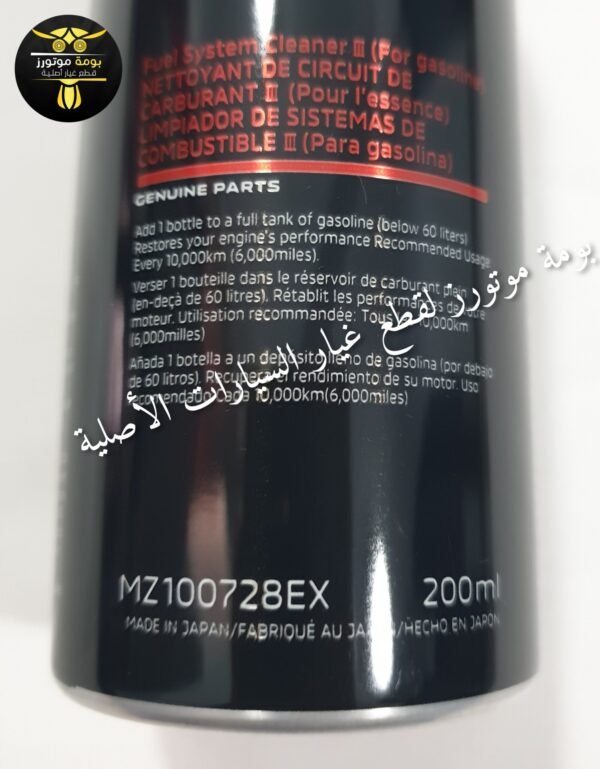 بومة موتورز
قطع غيار أصلية
Fuel System Cleaner Ⅲ (For gasoline)
NETTOYANT DE CIRCUIT DE
CARBURANT Ⅲ (Pour l'essence)
LIMPIADOR DE SISTEMAS DE
COMBUSTIBLE Ⅲ (Para gasolina)
GENUINE PARTS
Add 1 bottle to a full tank of gasoline (below 60 liters)
Restores your engine's performance Recommended Usage
Every 10,000km (6,000miles).
Verser 1 bouteille dans le réservoir de carburant plein
(en-deçà de 60 litres). Rétablit les performances de votre
moteur. Utilisation recommandée: Tous 10,000km
(6,000milles)
Añada 1 botella a un depósito lleno de gasolina (por debajo
de 60 litros). Recupera el rendimiento de su motor. Uso
recomendado: Cada 10,000km(6,000miles)
بومة موتورز لقطع غيار السيارات الأصلية
MZ100728EX 200ml
MADE IN JAPAN/FABRIQUÉ AU JAPON/HECHO EN JAPON